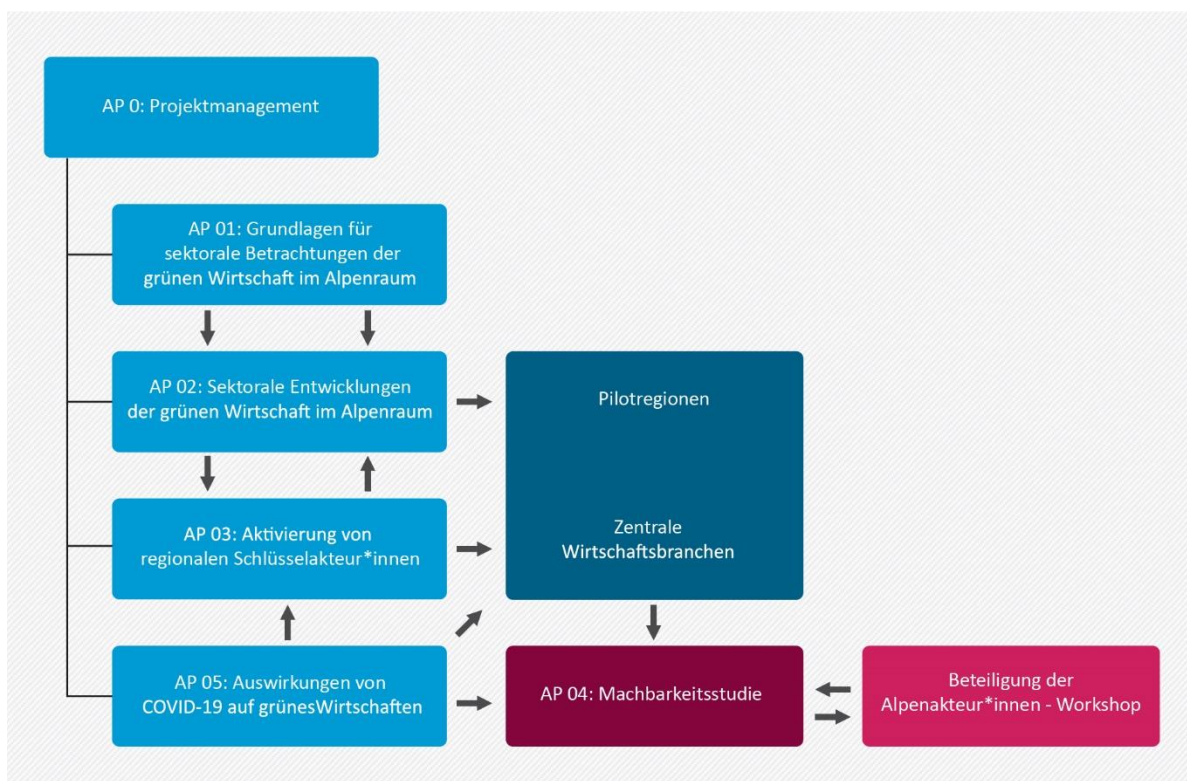 AP 0: Projektmanagement
AP 01: Grundlagen für
sektorale Betrachtungen der
grünen Wirtschaft im Alpenraum
AP 02: Sektorale Entwicklungen
der grünen Wirtschaft im Alpenraum
Pilotregionen
AP 03: Aktivierung von
regionalen Schlüsselakteur*innen
Zentrale
Wirtschaftsbranchen
AP 05: Auswirkungen von
COVID-19 auf grünesWirtschaften
AP 04: Machbarkeitsstudie
Beteiligung der
Alpenakteur*innen - Workshop